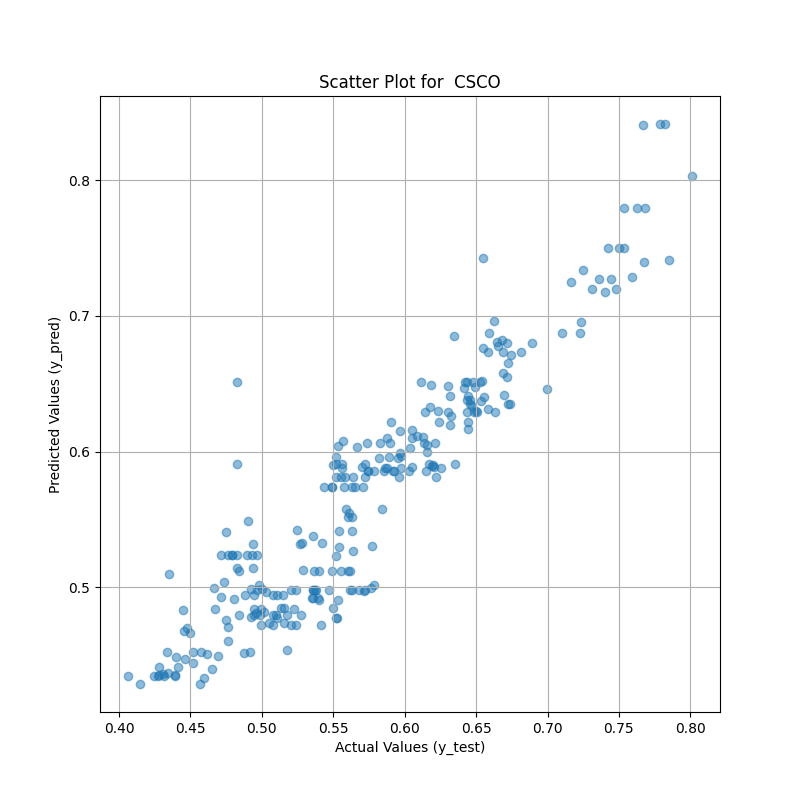 Scatter Plot for  CSCO
Predicted Values (y_pred)
0.8
0.7
0.6
0.5
0.40 0.45 0.50 0.55 0.60 0.65 0.70 0.75 0.80
Actual Values (y_test)